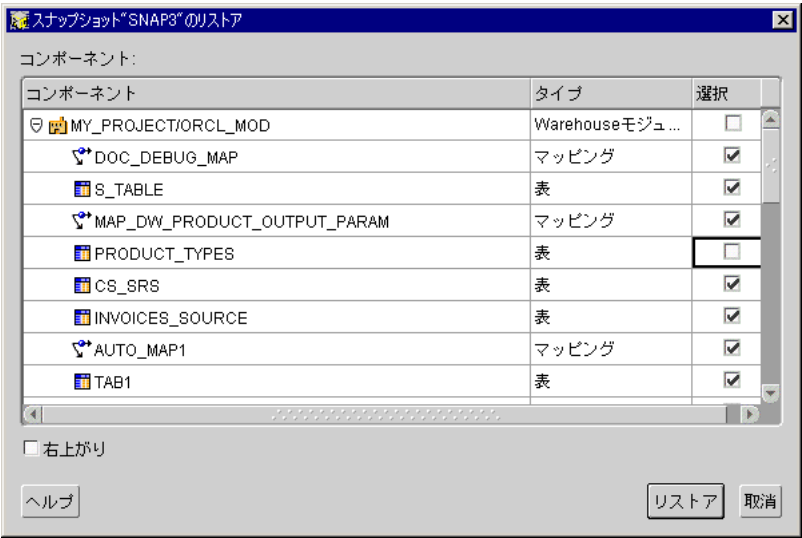 スナップショット"SNAP3"のリストア
コンポーネント:
コンポーネント タイプ 選択
MY_PROJECT/ORCL_MOD Warehouseモジュ...
DOC_DEBUG_MAP マッピング
S_TABLE 表
MAP_DW_PRODUCT_OUTPUT_PARAM マッピング
PRODUCT_TYPES 表
CS_SRS 表
INVOICES_SOURCE 表
AUTO_MAP1 マッピング
TAB1 表
右上がり
ヘルプ リストア 取消